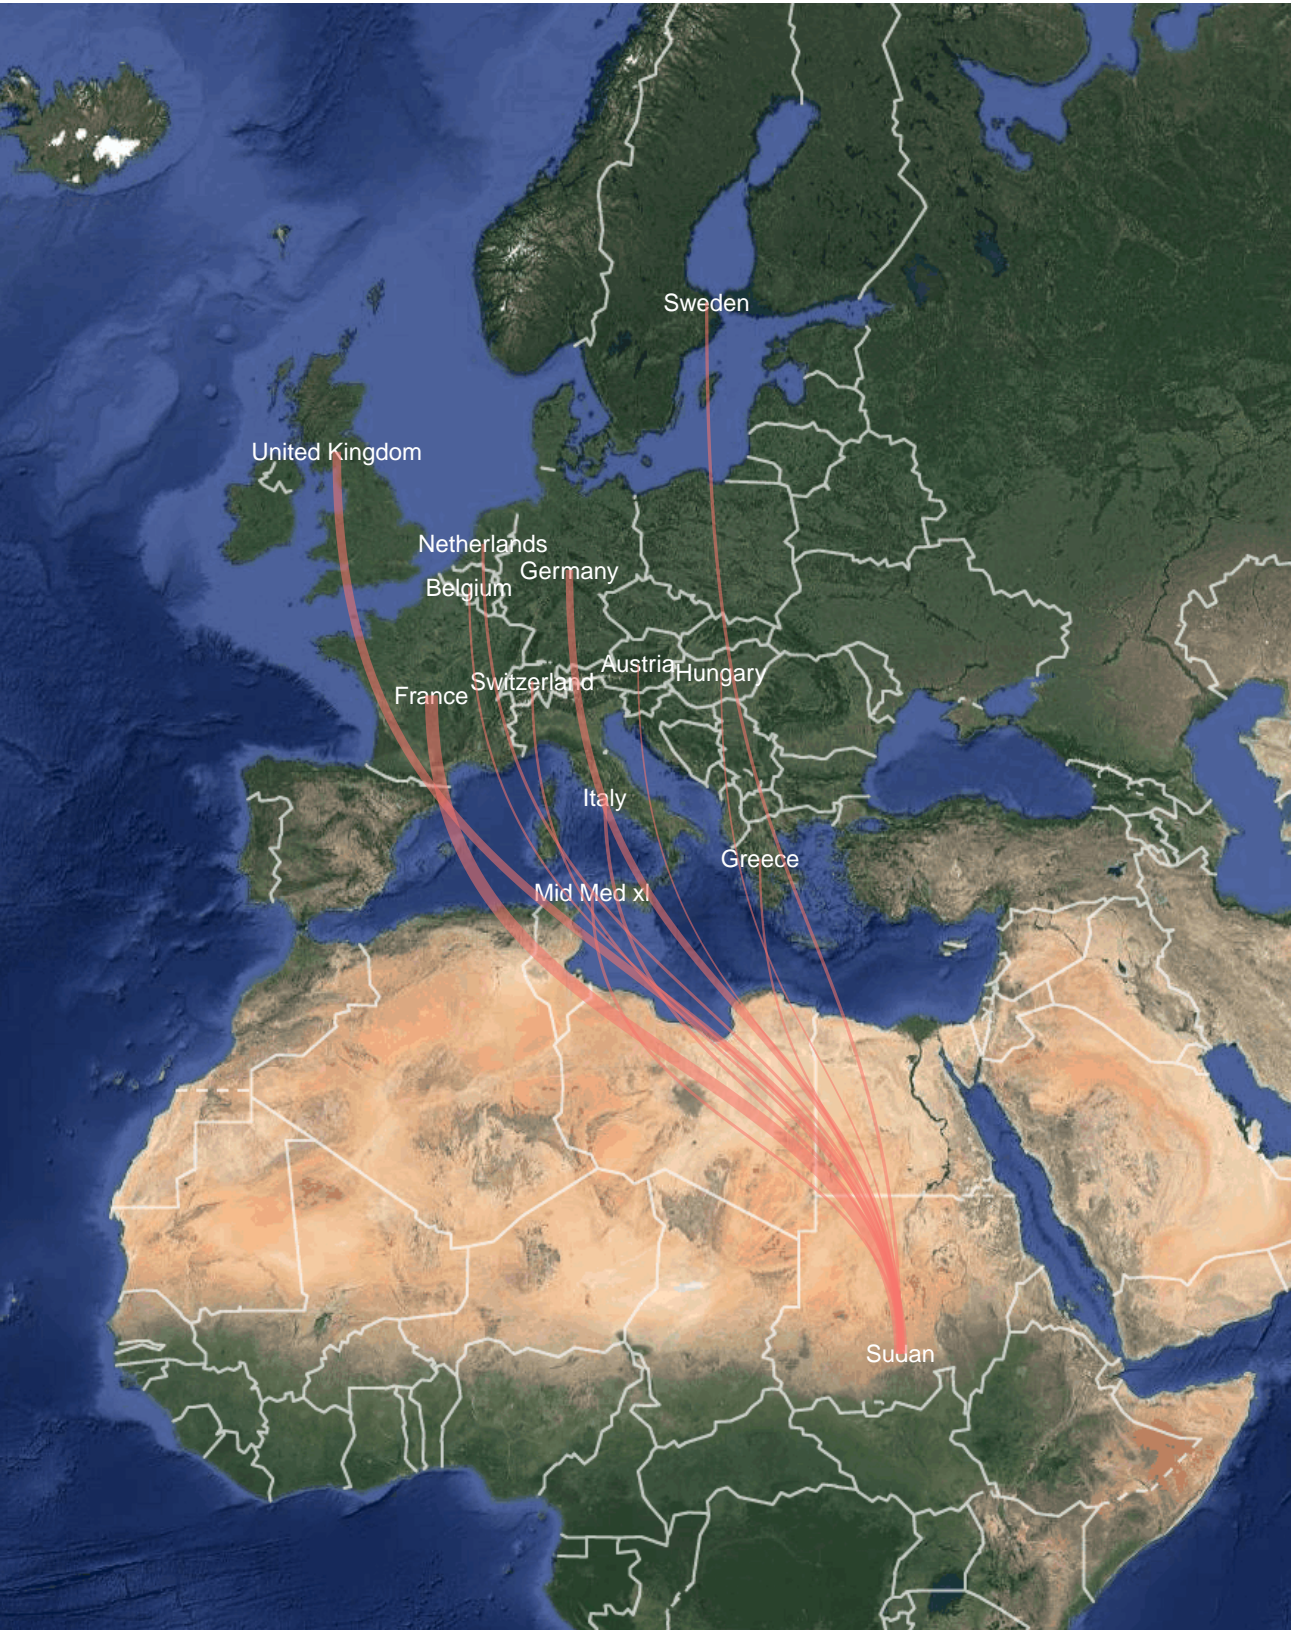 Sweden
United Kingdom
Netherlands
Germany
Belgium
Austria
Hungary
Switzerland
France
Italy
Greece
Mid Med xl
Sudan